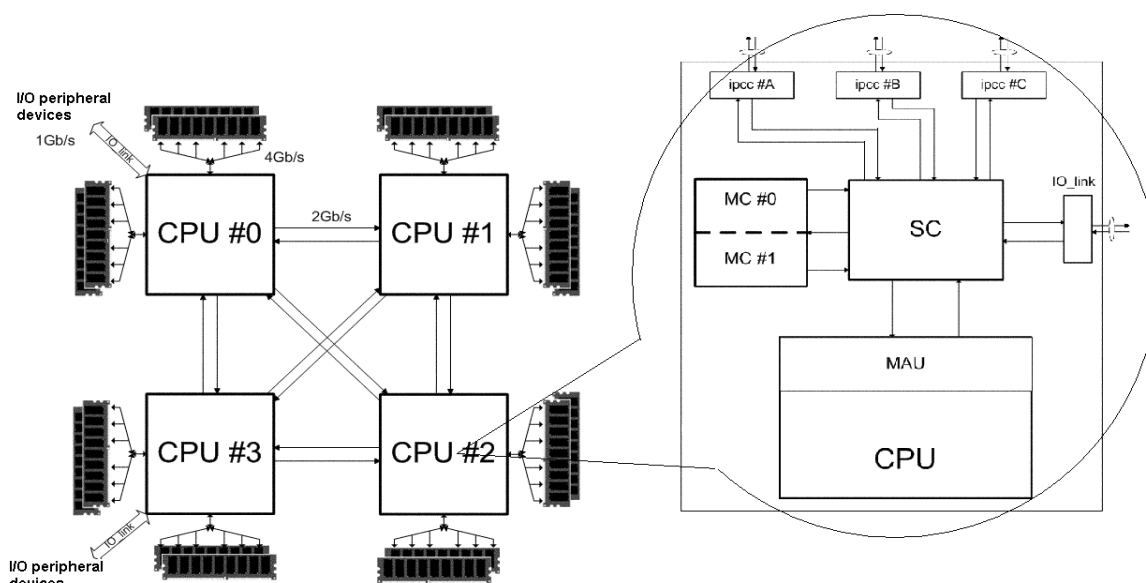 I/O peripheral
devices
1Gb/s
IO_link
4Gb/s
CPU #0
2Gb/s
CPU #1
CPU #3
CPU #2
IO_link
I/O peripheral
devices
ipcc #A
ipcc #B
ipcc #C
MC #0
MC #1
SC
IO_link
MAU
CPU